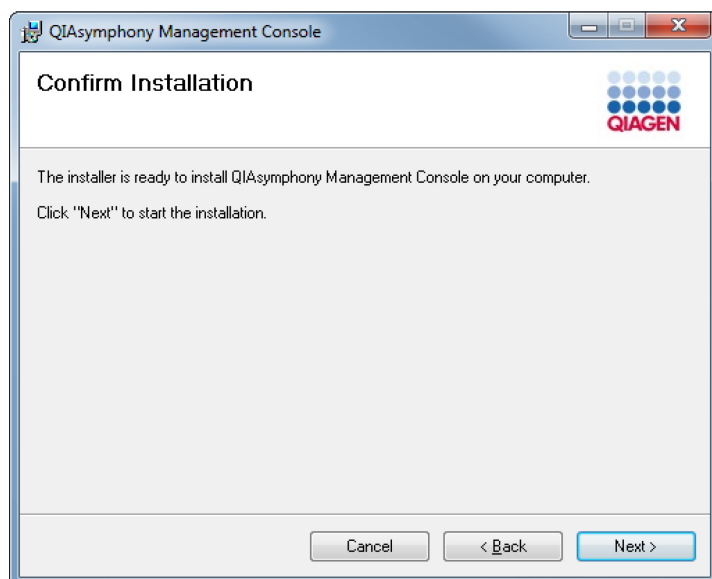 QIAsymphony Management Console
Confirm Installation
QIAGEN
The installer is ready to install QIAsymphony Management Console on your computer.
Click "Next" to start the installation.
Cancel
< Back
Next >